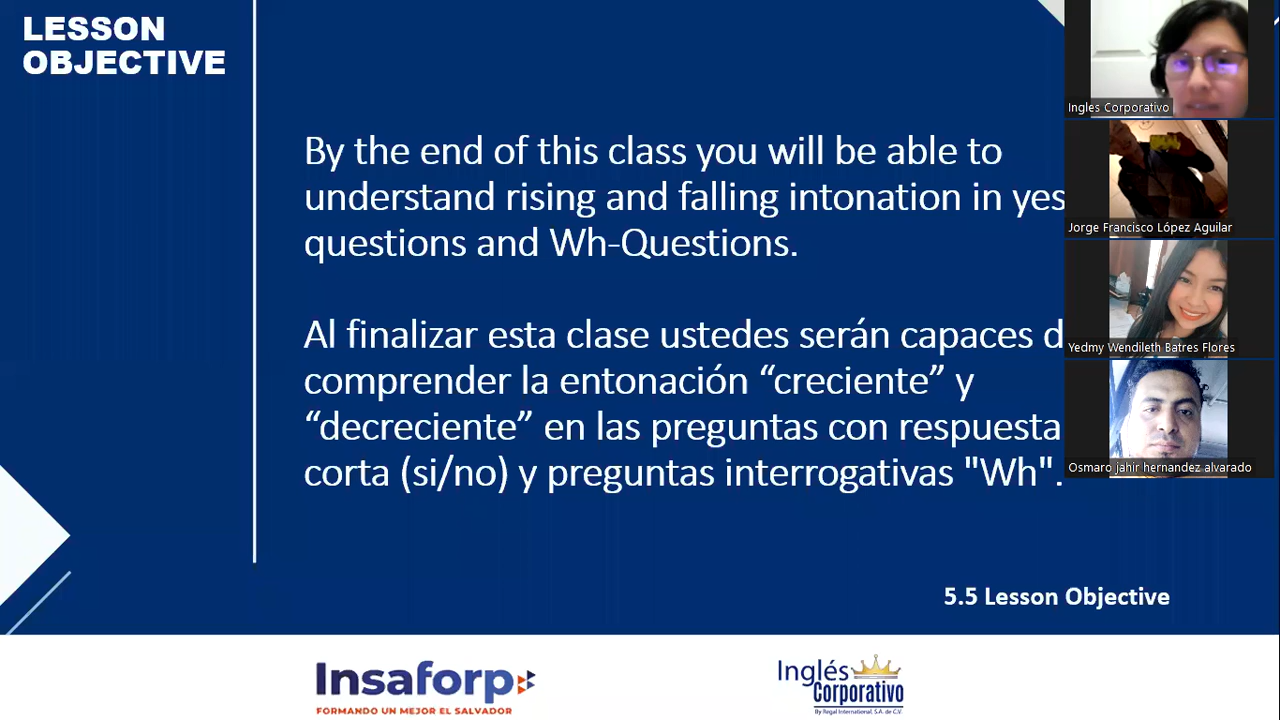 LESSON
OBJECTIVE
By the end of this class you will be able to
understand rising and falling intonation in yes
questions and Wh-Questions.
Al finalizar esta clase ustedes serán capaces d
comprender la entonación “creciente” y
“decreciente” en las preguntas con respuesta
corta (si/no) y preguntas interrogativas "Wh".
5.5 Lesson Objective
Insaforp
FORMANDO UN MEJOR EL SALVADOR
Inglés
Corporativo
By Regal International, S.A. de C.V.
Ingles Corporativo
Jorge Francisco López Aguilar
Yedmy Wendileth Batres Flores
Osmaro jahir hernandez alvarado